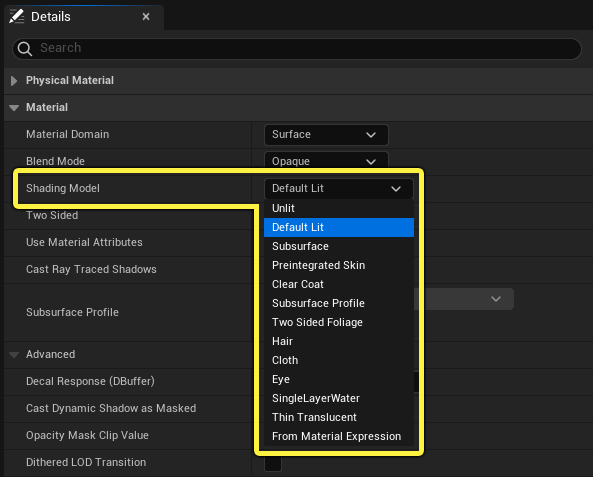 Details
Search
Physical Material
Material
Material Domain Surface
Blend Mode Opaque
Shading Model Default Lit
Two Sided Unlit
Default Lit
Subsurface
Use Material Attributes
Preintegrated Skin
Cast Ray Traced Shadows
Clear Coat
Subsurface Profile
Subsurface Profile
Two Sided Foliage
Hair
Advanced
Cloth
Decal Response (DBuffer) Eye
SingleLayerWater
Cast Dynamic Shadow as Masked
Thin Translucent
Opacity Mask Clip Value From Material Expression
Dithered LOD Transition